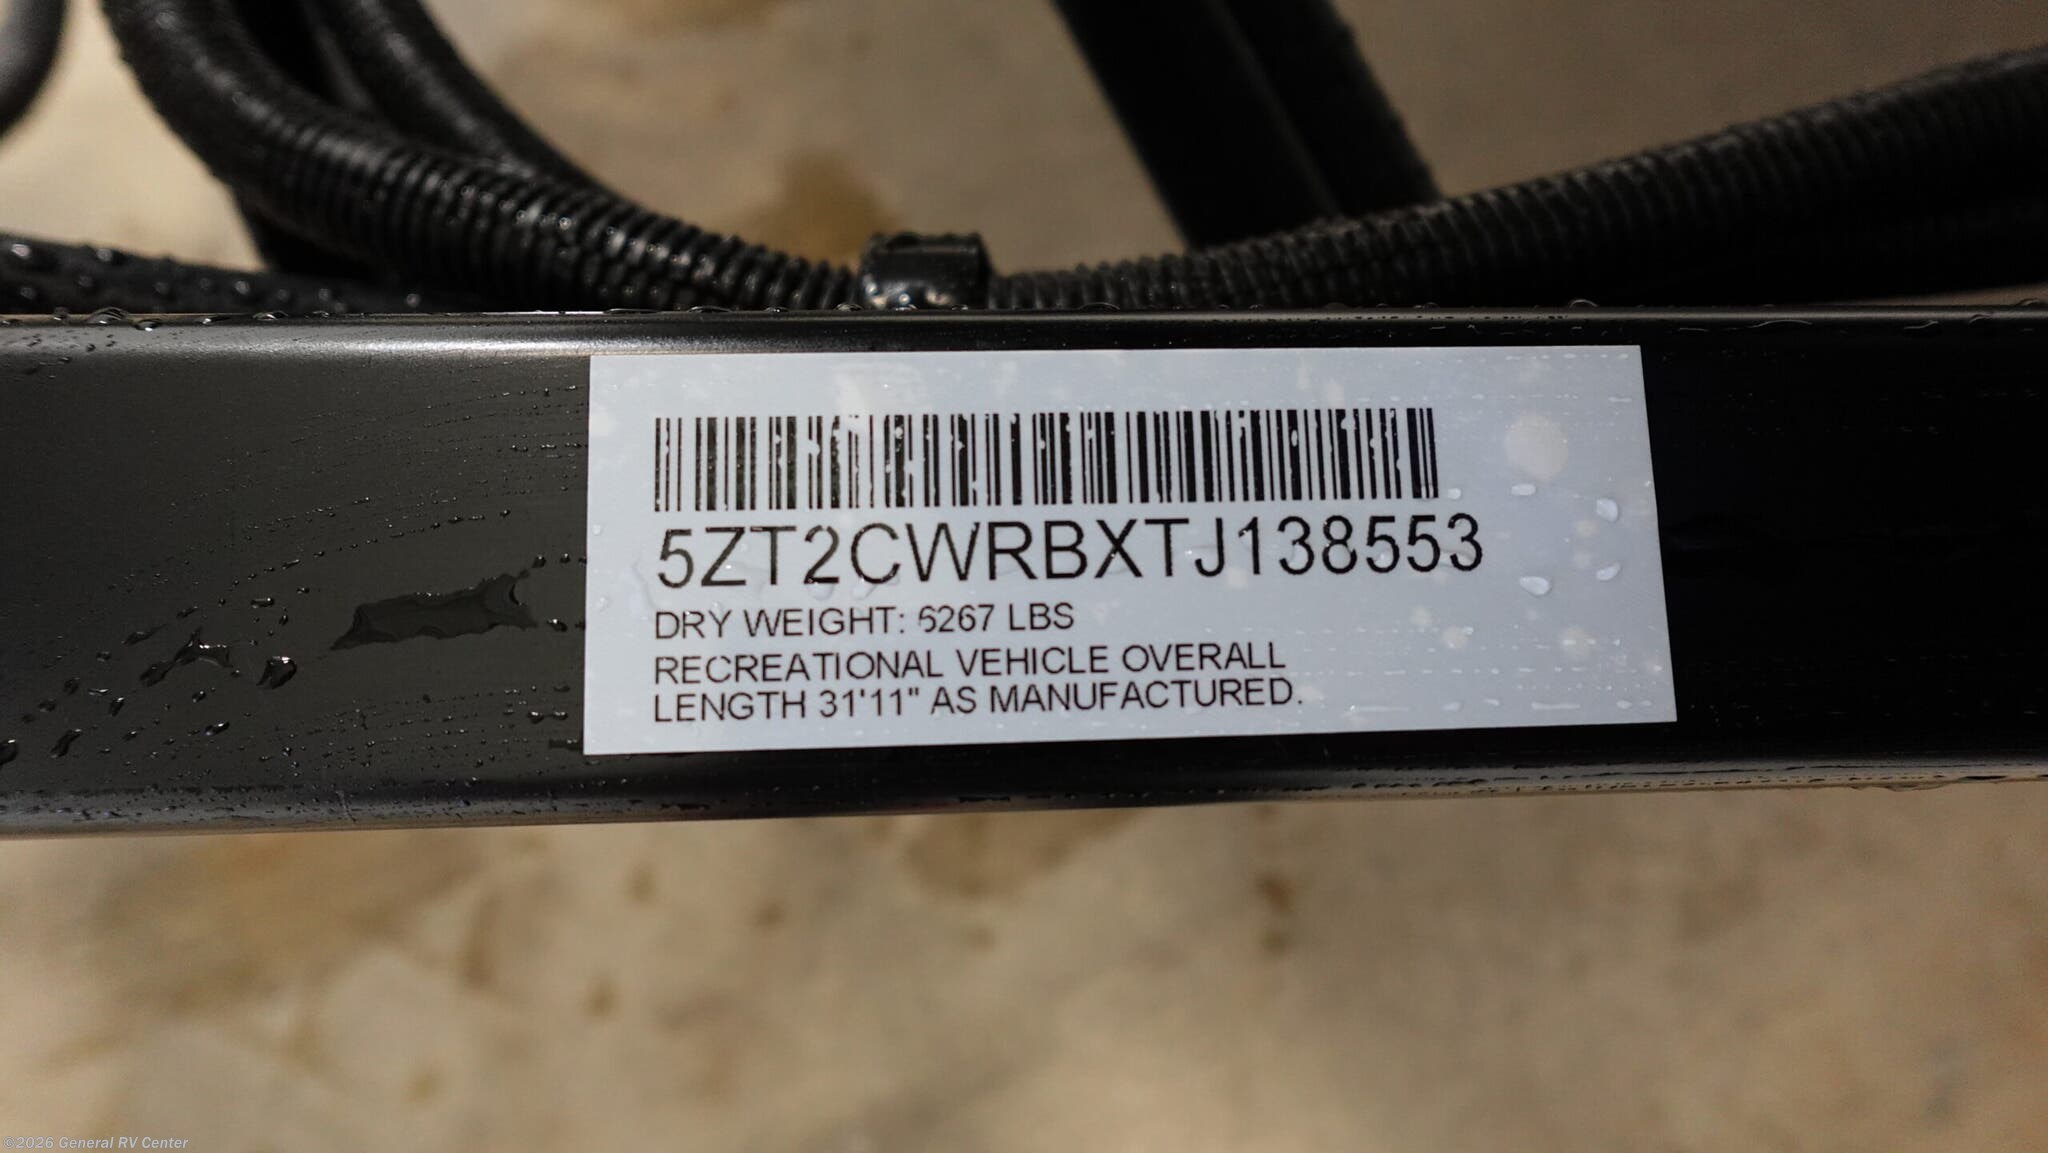 5ZT2CWRBXTJ138553
DRY WEIGHT: 6267 LBS
RECREATIONAL VEHICLE OVERALL
LENGTH 31'11" AS MANUFACTURED.
©2026 General RV Center